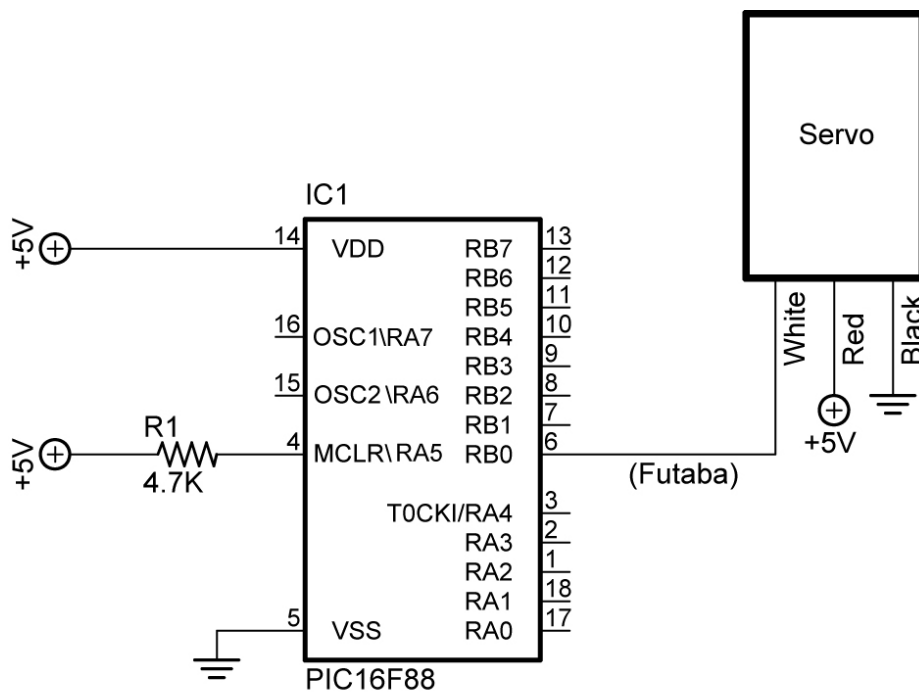 Servo
White
Red
Black
+5V
(Futaba)
IC1
+5V
14 VDD
16 OSC1\RA7
15 OSC2 \RA6
+5V
R1
4.7K
4 MCLR\RA5
5 VSS
RB7 13
RB6 12
RB5 11
RB4 10
RB3 9
RB2 8
RB1 7
RB0 6
T0CKI/RA4 3
RA3 2
RA2 1
RA1 18
RA0 17
PIC16F88